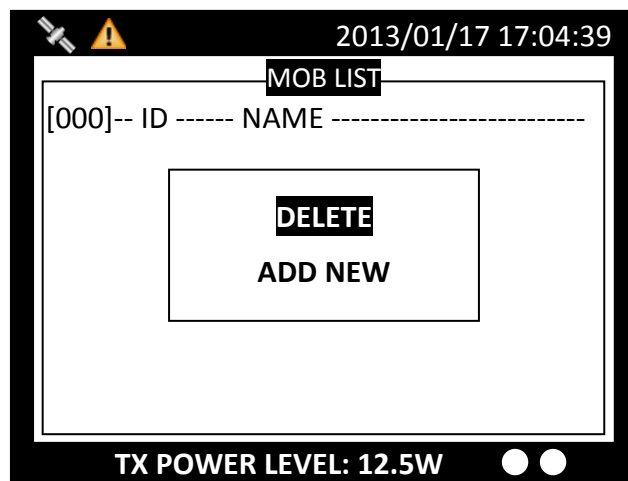 2013/01/17 17:04:39
MOB LIST
[000]-- ID ------ NAME --------------------------
DELETE
ADD NEW
TX POWER LEVEL: 12.5W